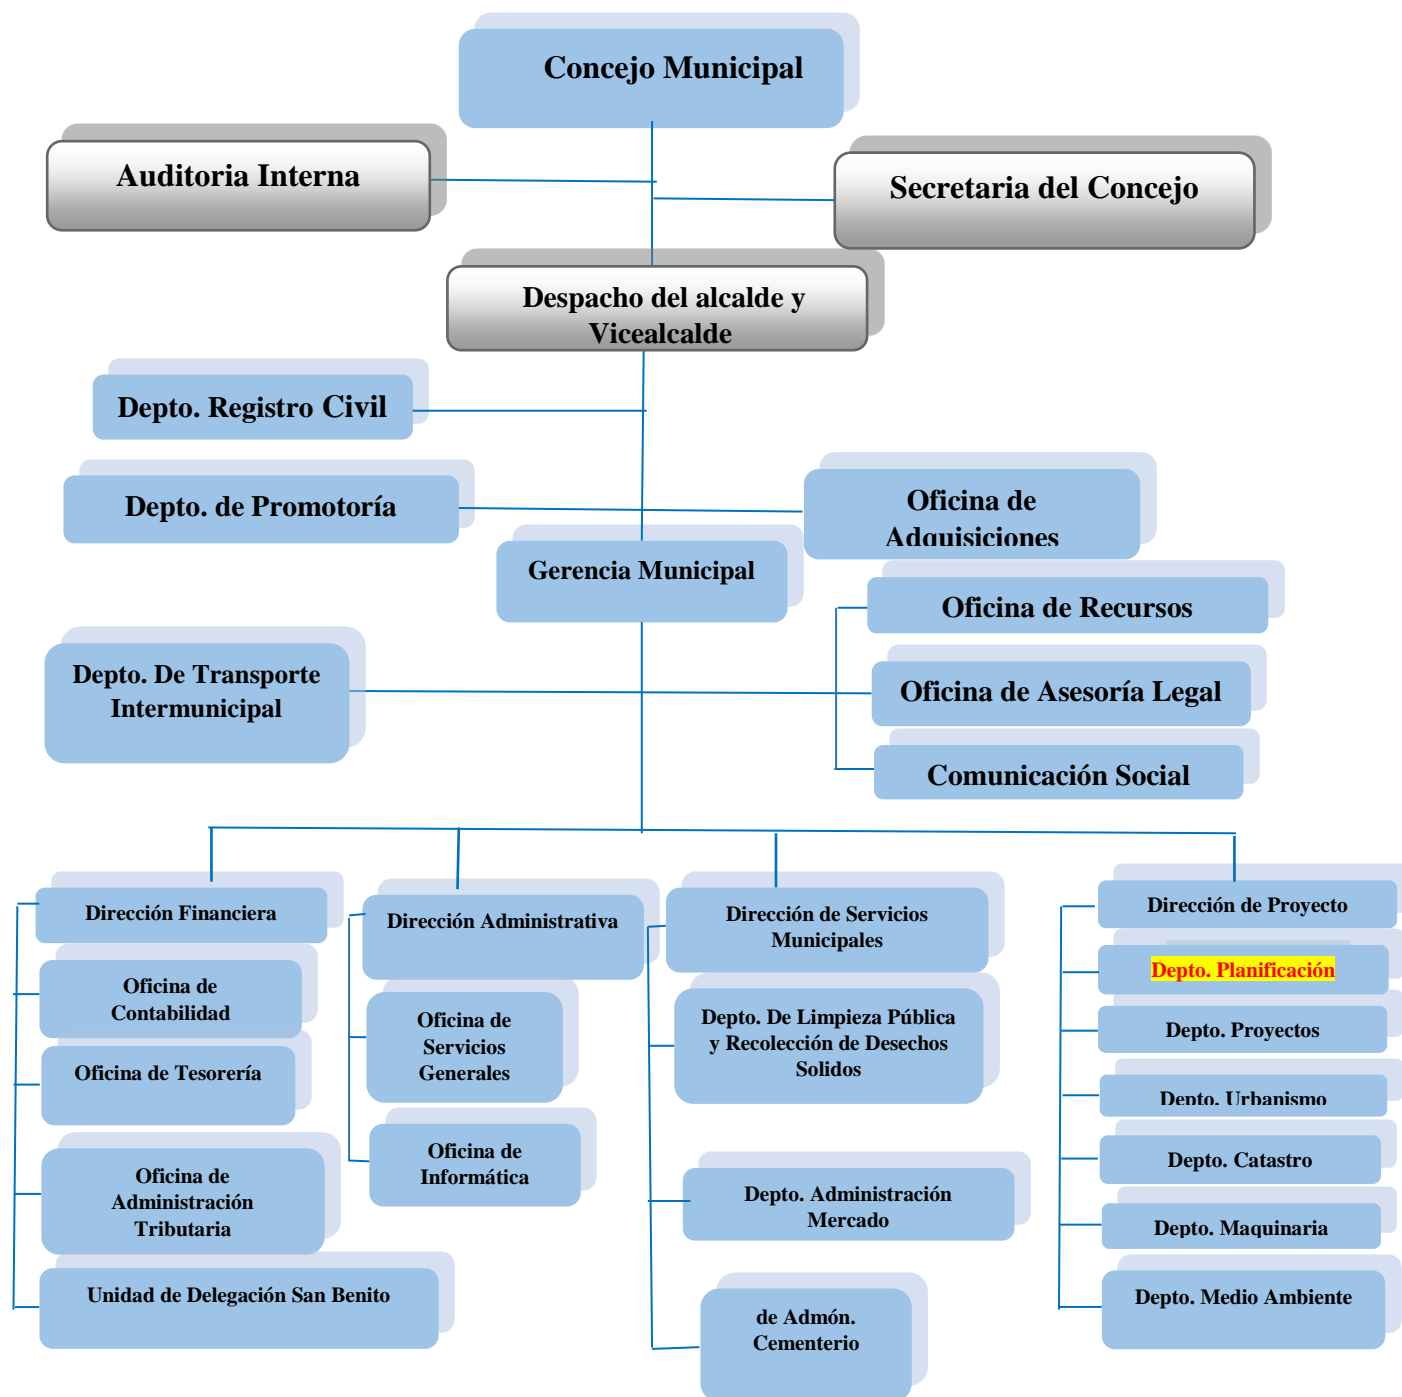 Concejo Municipal
Auditoria Interna
Secretaria del Concejo
Despacho del alcalde y
Vicealcalde
Depto. Registro Civil
Depto. de Promotoría
Oficina de
Adquisiciones
Gerencia Municipal
Oficina de Recursos
Depto. De Transporte
Intermunicipal
Oficina de Asesoría Legal
Comunicación Social
Dirección Financiera
Oficina de
Contabilidad
Oficina de Tesorería
Oficina de
Administración
Tributaria
Unidad de Delegación San Benito
Dirección Administrativa
Oficina de
Servicios
Generales
Oficina de
Informática
Dirección de Servicios
Municipales
Depto. De Limpieza Pública
y Recolección de Desechos
Solidos
Depto. Administración
Mercado
de Admón.
Cementerio
Dirección de Proyecto
Depto. Planificación
Depto. Proyectos
Depto. Urbanismo
Depto. Catastro
Depto. Maquinaria
Depto. Medio Ambiente